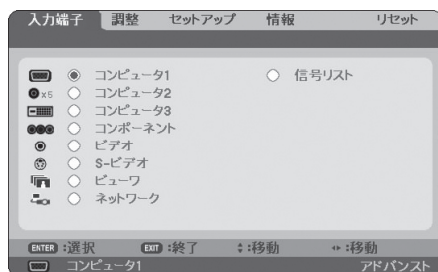 入力端子 調整 セットアップ 情報 リセット
コンピュータ1 信号リスト
×5 コンピュータ2
コンピュータ3
コンポーネント
ビデオ
S-ビデオ
ビューワ
ネットワーク
ENTER :選択 EXIT :終了 :移動 :移動
コンピュータ1 アドバンスト